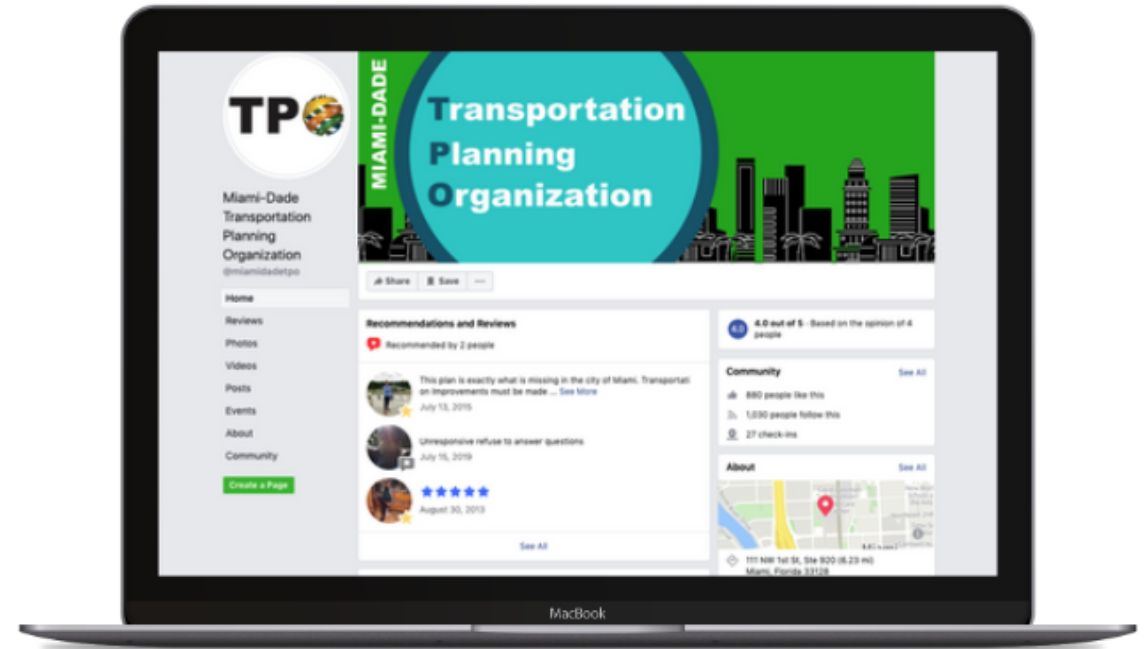 TPO
Miami-Dade
Transportation
Planning
Organization
@miamidadetpo
Home
Reviews
Photos
Videos
Posts
Events
About
Community
Create a Page
MIAMI-DADE
Transportation
Planning
Organization
Share Save ...
Recommendations and Reviews
Recommended by 2 people
This plan is exactly what is missing in the city of Miami. Transportati
on Improvements must be made ... See More
July 13, 2015
Unresponsive refuse to answer questions
July 15, 2019
August 30, 2013
See All
4.0
4.0 out of 5 · Based on the opinion of 4
people
Community See All
880 people like this
1,030 people follow this
27 check-ins
About See All
Miami
111 NW 1st St, Ste 920 (6.23 mi)
Miami, Florida 33128
MacBook